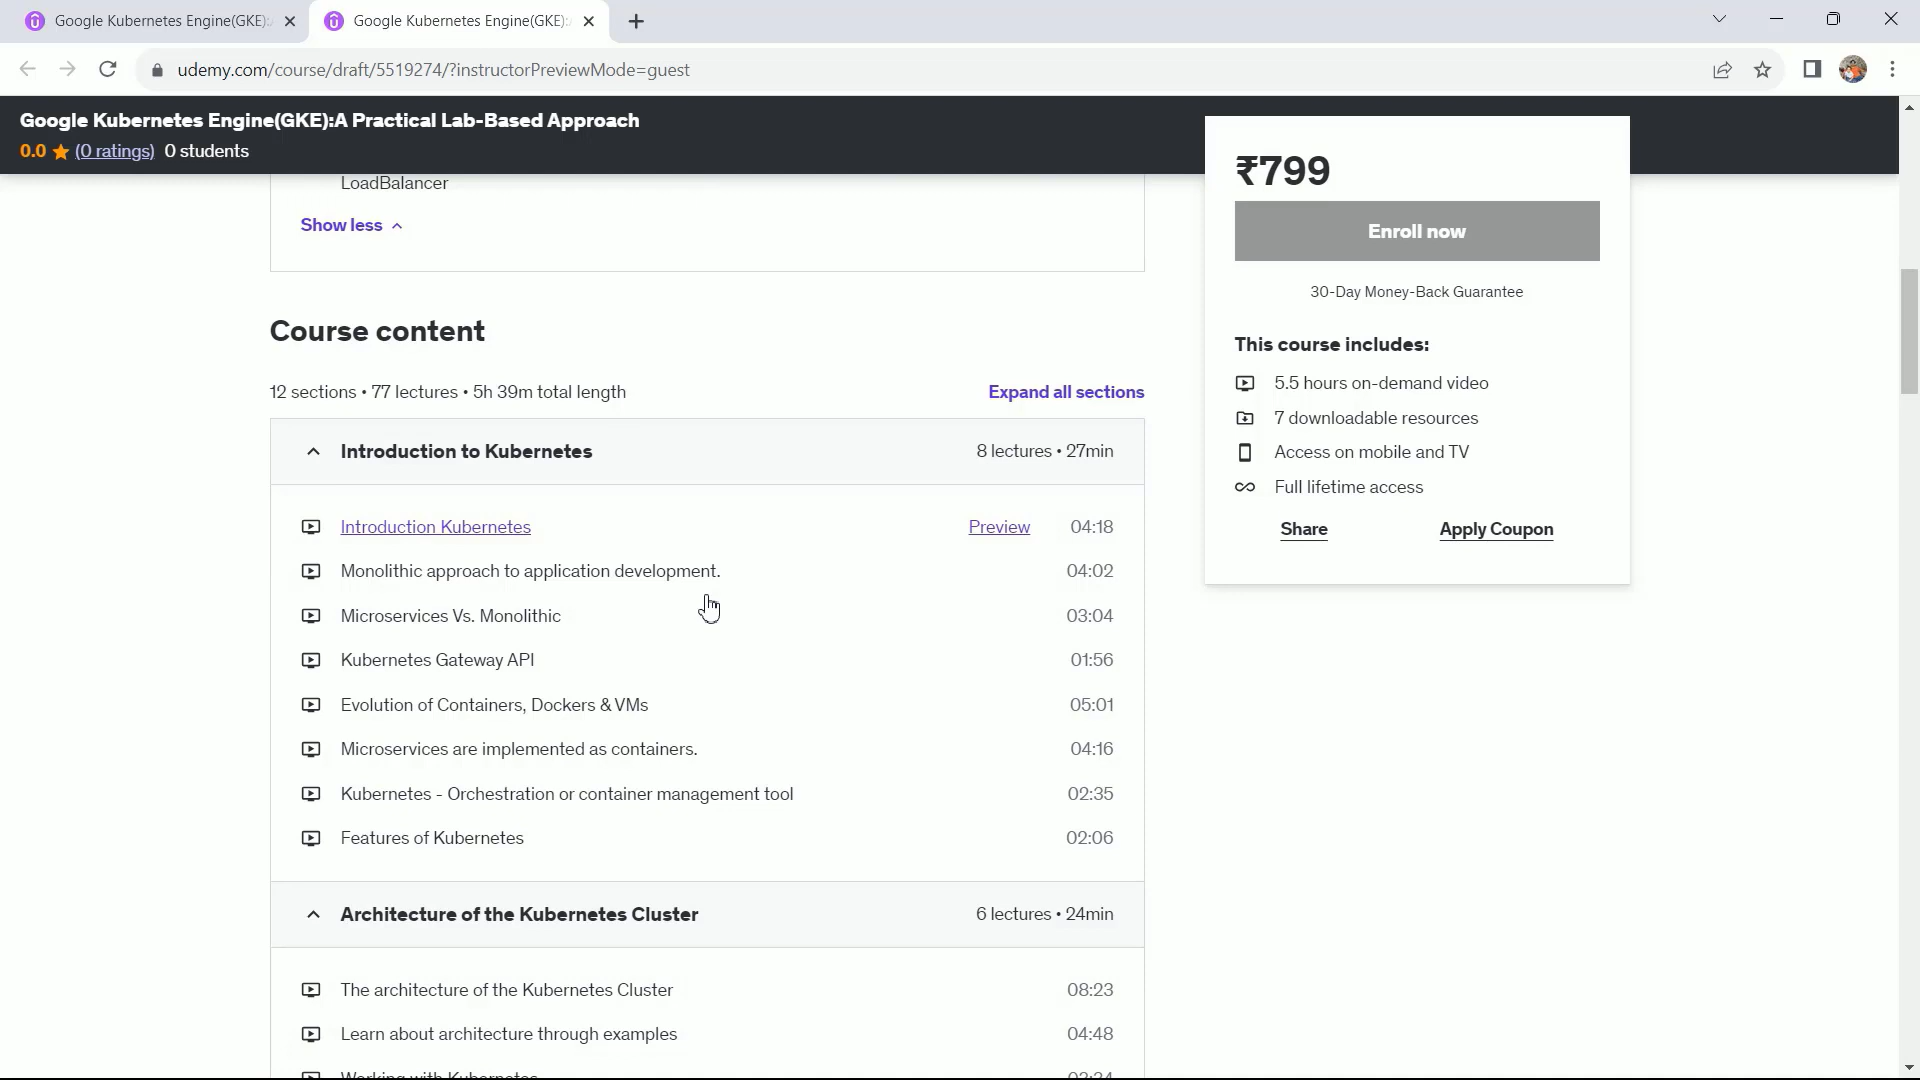 Google Kubernetes Engine(GKE):
Google Kubernetes Engine(GKE):
udemy.com/course/draft/5519274/?instructorPreviewMode=guest
Google Kubernetes Engine(GKE):A Practical Lab-Based Approach
0.0 (0 ratings) 0 students
LoadBalancer
Show less
Course content
12 sections • 77 lectures • 5h 39m total length
Expand all sections
Introduction to Kubernetes 8 lectures • 27min
Introduction Kubernetes Preview 04:18
Monolithic approach to application development. 04:02
Microservices Vs. Monolithic 03:04
Kubernetes Gateway API 01:56
Evolution of Containers, Dockers & VMs 05:01
Microservices are implemented as containers. 04:16
Kubernetes - Orchestration or container management tool 02:35
Features of Kubernetes 02:06
Architecture of the Kubernetes Cluster 6 lectures • 24min
The architecture of the Kubernetes Cluster 08:23
Learn about architecture through examples 04:48
Working with Kubernetes
₹799
Enroll now
30-Day Money-Back Guarantee
This course includes:
5.5 hours on-demand video
7 downloadable resources
Access on mobile and TV
Full lifetime access
Share
Apply Coupon